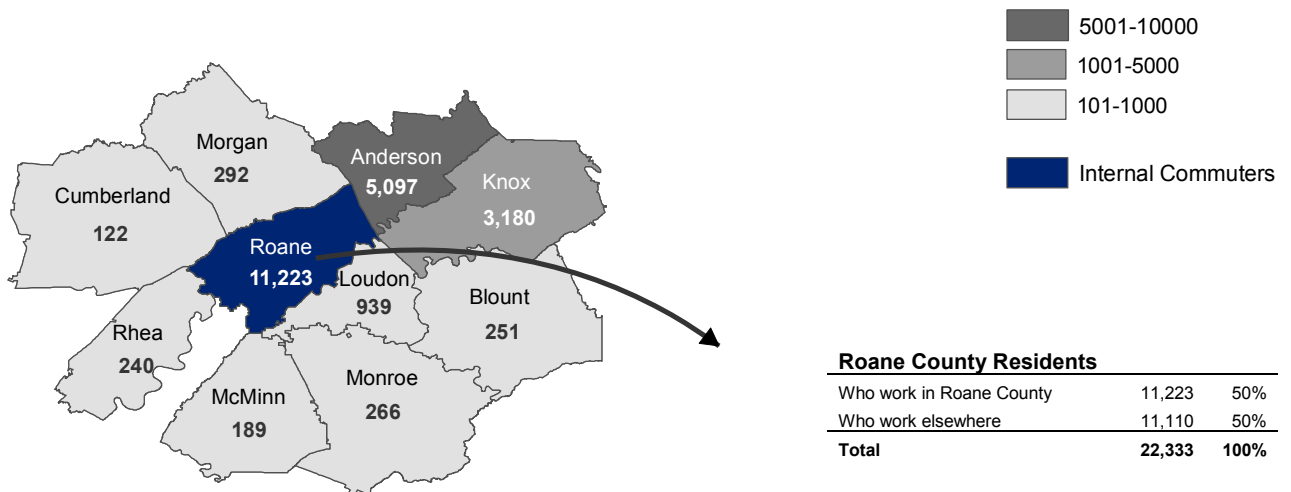 5001-10000
1001-5000
101-1000
Internal Commuters
Morgan
292
Anderson
5,097
Knox
3,180
Cumberland
122
Roane
11,223
Loudon
939
Blount
251
Rhea
240
McMinn
189
Monroe
266
Roane County Residents
Who work in Roane County 11,223 50%
Who work elsewhere 11,110 50%
Total 22,333 100%